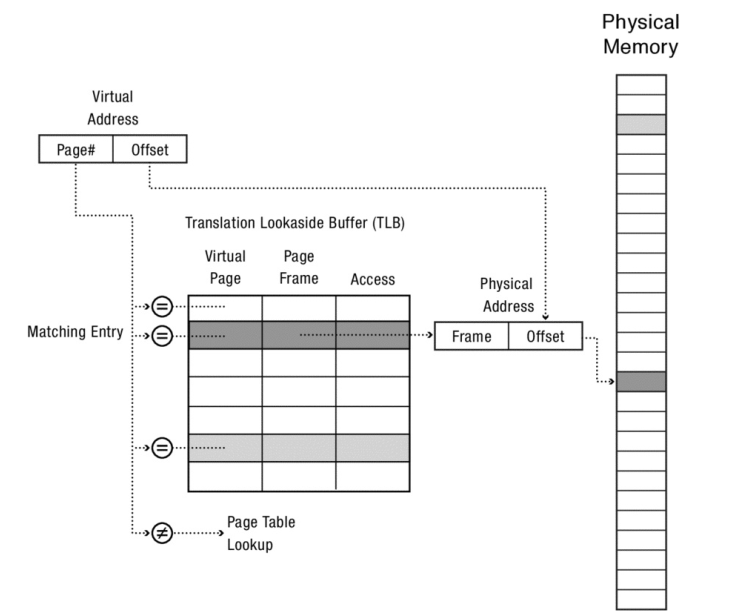 Physical
Memory
Virtual
Address
Page#
Offset
Translation Lookaside Buffer (TLB)
Virtual
Page
Page
Frame
Access
Physical
Address
Matching Entry
=
=
Frame
Offset
=
≠
Page Table
Lookup